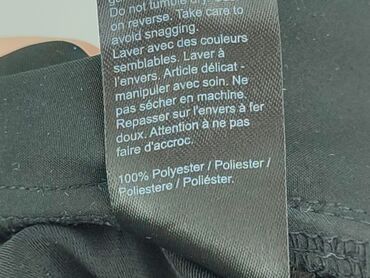 Do not tumble dry.
on reverse. Take care to
avoid snagging.
Laver avec des couleurs
semblables. Laver à
l'envers. Article délicat -
manipuler avec soin. Ne
pas sécher en machine.
Repasser sur l'envers à fer
doux. Attention à ne pas
faire d'accroc.
100% Polyester / Poliester /
Poliestere / Poliéster.